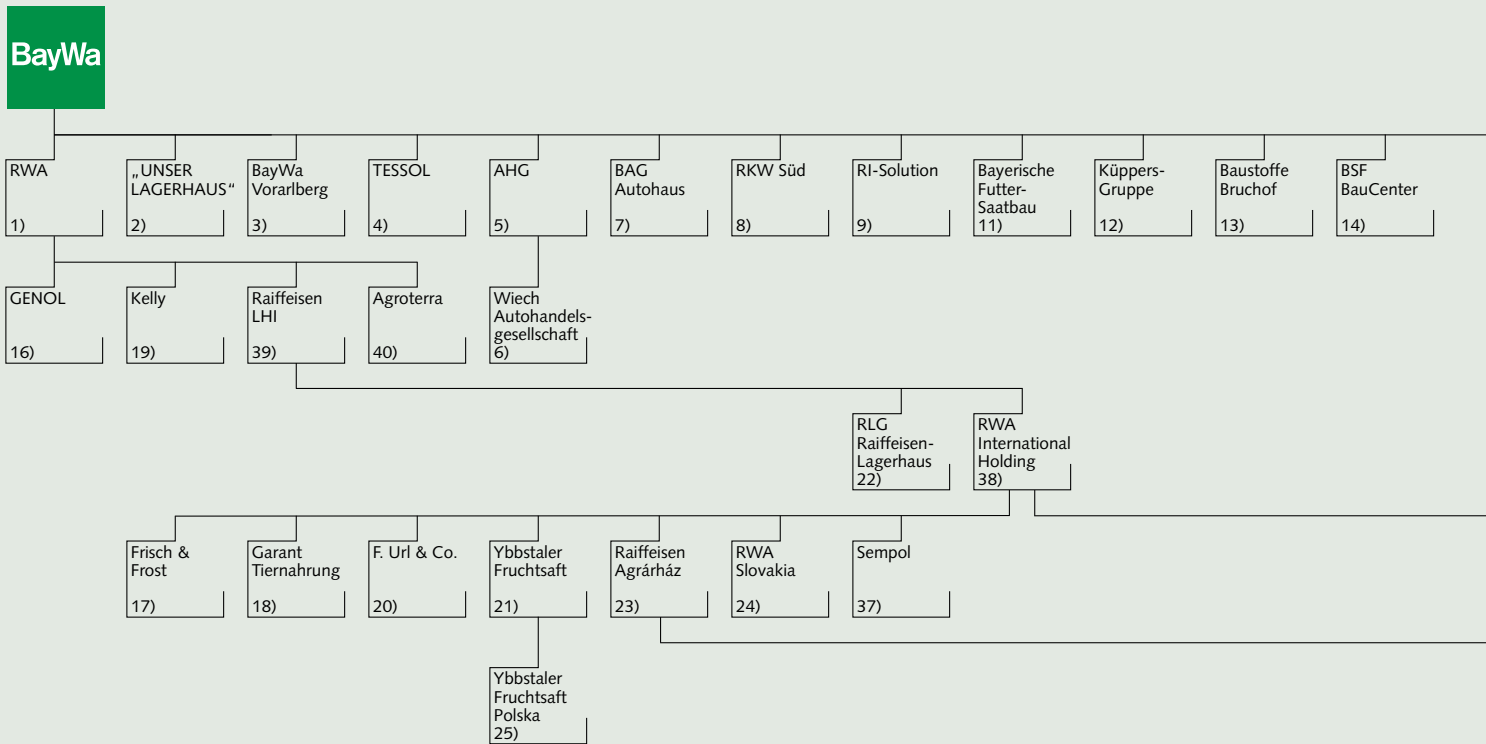 BayWa
RWA
1)
„UNSER
LAGERHAUS“
2)
BayWa
Vorarlberg
3)
TESSOL
4)
AHG
5)
BAG
Autohaus
7)
RKW Süd
8)
RI-Solution
9)
Bayerische
Futter-
Saatbau
11)
Küppers-
Gruppe
12)
Baustoffe
Bruchof
13)
BSF
BauCenter
14)
GENOL
16)
Kelly
19)
Raiffeisen
LHI
39)
Agroterra
40)
Wiech
Autohandels-
gesellschaft
6)
RLG
Raiffeisen-
Lagerhaus
22)
RWA
International
Holding
38)
Frisch &
Frost
17)
Garant
Tiernahrung
18)
F. Url & Co.
20)
Ybbstaler
Fruchtsaft
21)
Raiffeisen
Agrárház
23)
RWA
Slovakia
24)
Sempol
37)
Ybbstaler
Fruchtsaft
Polska
25)